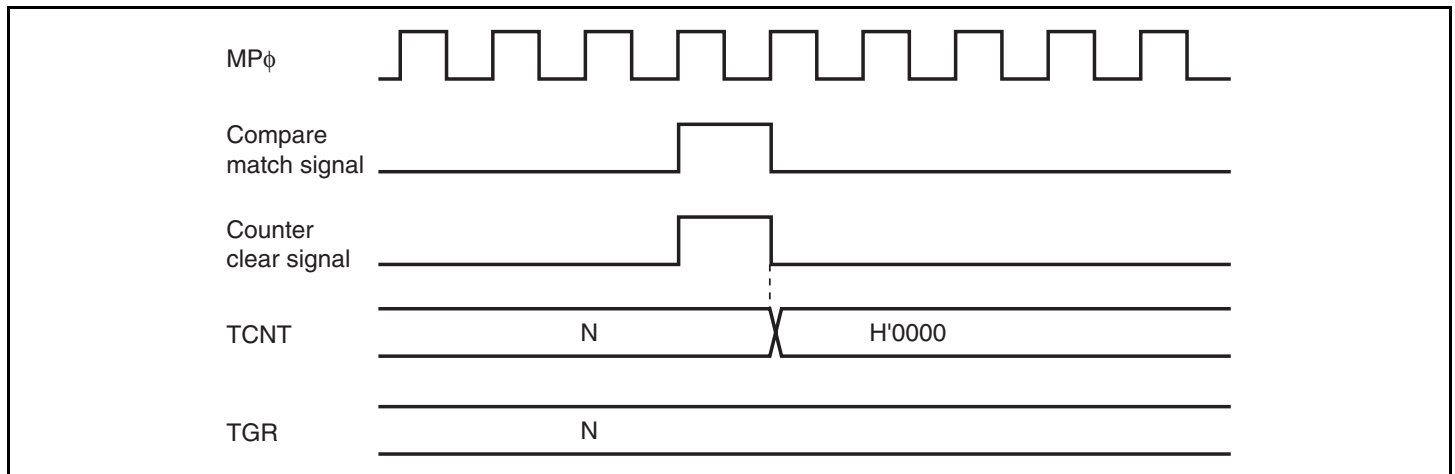 MPϕ
Compare
match signal
Counter
clear signal
TCNT
N
H'0000
TGR
N